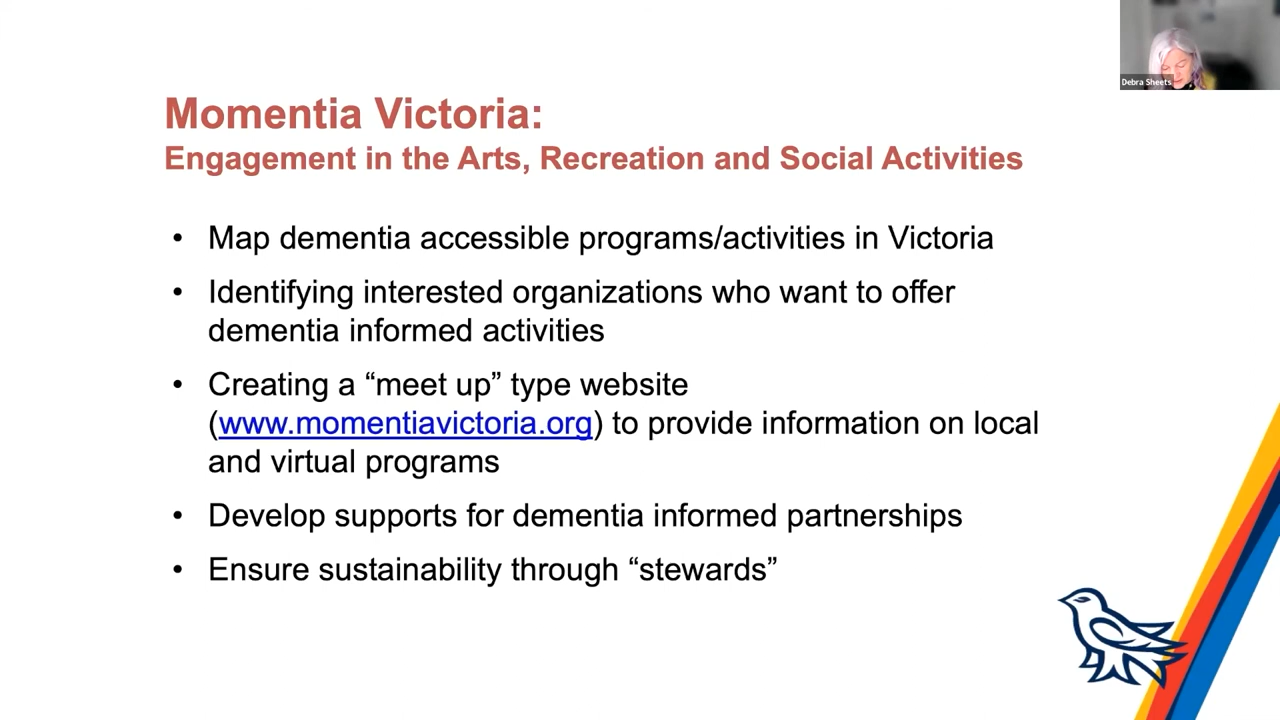 Debra Sheets
Momentia Victoria:
Engagement in the Arts, Recreation and Social Activities
• Map dementia accessible programs/activities in Victoria
• Identifying interested organizations who want to offer
dementia informed activities
• Creating a “meet up” type website
(www.momentiavictoria.org) to provide information on local
and virtual programs
• Develop supports for dementia informed partnerships
• Ensure sustainability through “stewards”